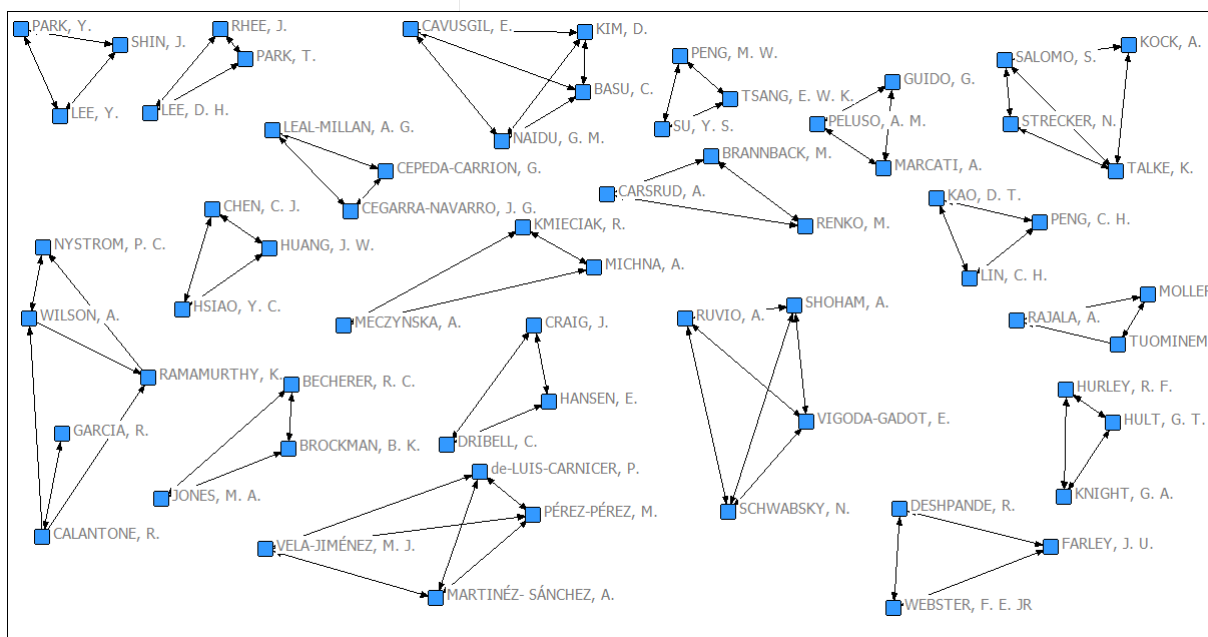 PARK, Y.
RHEE, J.
CAVUSGIL, E.
KIM, D.
SHIN, J.
PARK, T.
PENG, M. W.
SALOMO, S.
KOCK, A.
LEE, Y.
LEE, D. H.
BASU, C.
TSANG, E. W. K.
GUIDO, G.
LEAL-MILLAN, A. G.
NAIDU, G. M.
SU, Y. S.
PELUSO, A. M.
STRECKER, N.
CEPEDA-CARRION, G.
BRANNBACK, M.
MARCATI, A.
TALKE, K.
CHEN, C. J.
CEGARRA-NAVARRO, J. G.
CARSRUD, A.
KAO, D. T.
KMIECIAK, R.
RENKO, M.
PENG, C. H.
NYSTROM, P. C.
HUANG, J. W.
MICHNA, A.
LIN, C. H.
HSIAO, Y. C.
SHOHAM, A.
MOLLER
WILSON, A.
MECZYNSKA, A.
CRAIG, J.
RUVIO, A.
RAJALA, A.
TUOMINEM
RAMAMURTHY, K.
BECHERER, R. C.
HANSEN, E.
HURLEY, R. F.
GARCIA, R.
BROCKMAN, B. K.
DRIBELL, C.
VIGODA-GADOT, E.
HULT, G. T.
de-LUIS-CARNICER, P.
JONES, M. A.
PÉREZ-PÉREZ, M.
SCHWABSKY, N.
DESHPANDE, R.
KNIGHT, G. A.
CALANTONE, R.
VELA-JIMÉNEZ, M. J.
FARLEY, J. U.
MARTINÉZ- SÁNCHEZ, A.
WEBSTER, F. E. JR